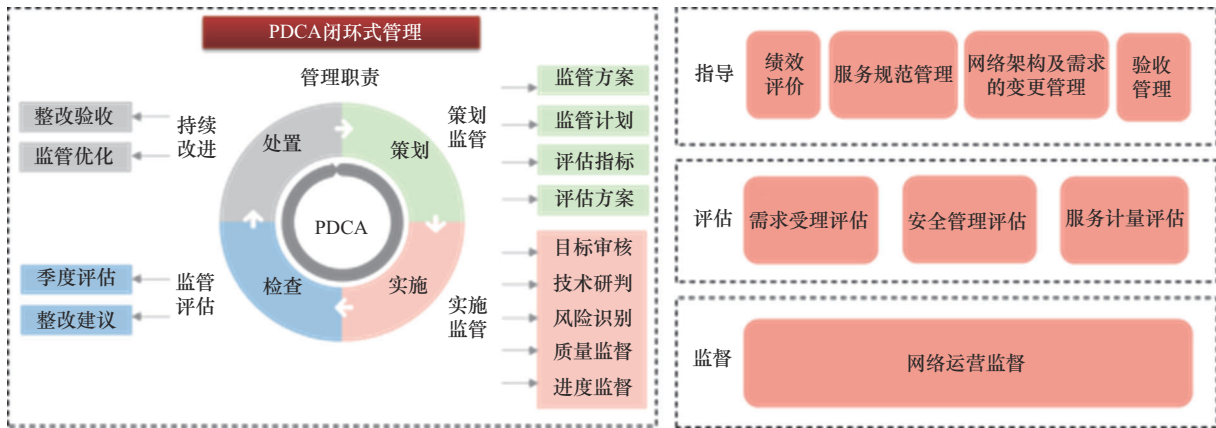 PDCA闭环式管理
管理职责
整改验收
监管优化
持续
改进
处置
策划
PDCA
检查
实施
策划
监管
监管方案
监管计划
评估指标
评估方案
季度评估
整改建议
监管
评估
实施
监管
目标审核
技术研判
风险识别
质量监督
进度监督
指导
绩效
评价
服务规范管理
网络架构及需求
的变更管理
验收
管理
评估
需求受理评估
安全管理评估
服务计量评估
监督
网络运营监督